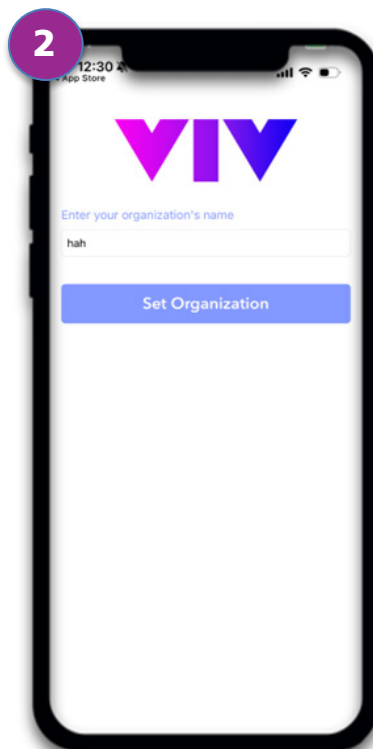 2
12:30
App Store
VIV
Enter your organization's name
hah
Set Organization